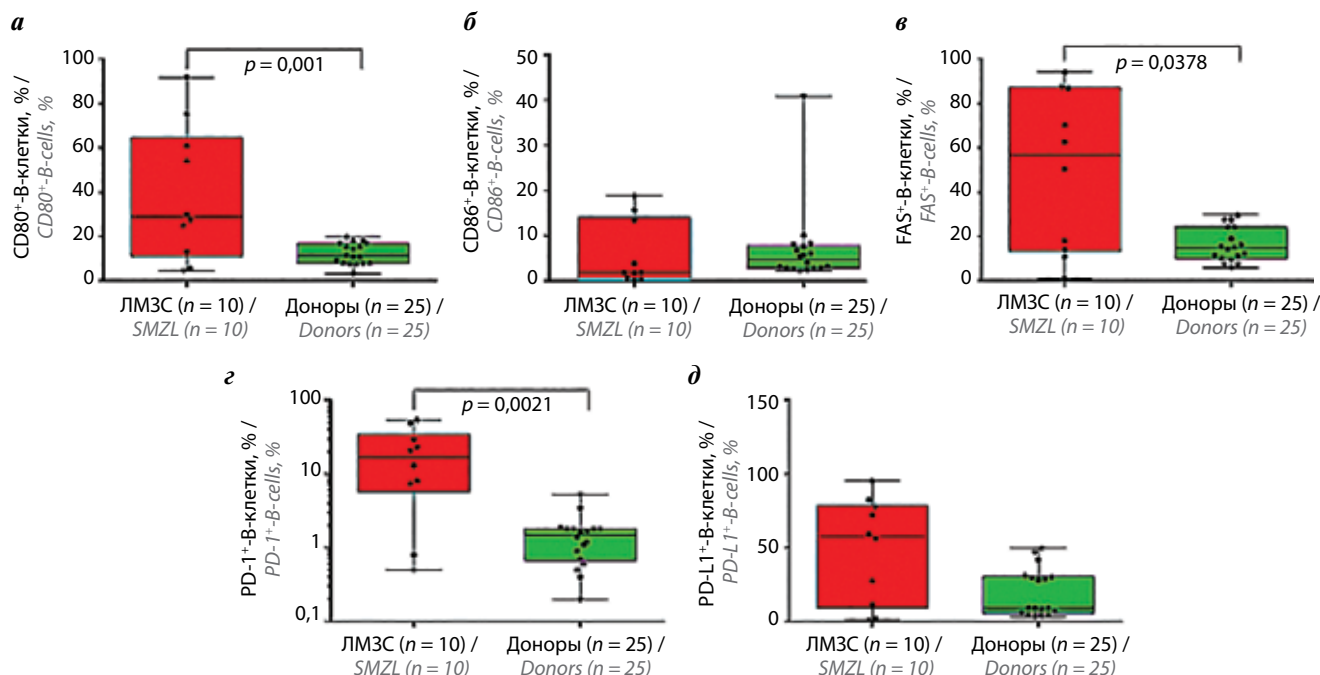 а
б
в
CD80⁺-В-клетки, % /
CD80⁺-B-cells, %
100
80
60
40
20
0
p = 0,001
ЛМЗС (n = 10) /
SMZL (n = 10)
Доноры (n = 25) /
Donors (n = 25)
CD86⁺-В-клетки, % /
CD86⁺-B-cells, %
50
40
30
20
10
0
ЛМЗС (n = 10) /
SMZL (n = 10)
Доноры (n = 25) /
Donors (n = 25)
FAS⁺-В-клетки, % /
FAS⁺-B-cells, %
100
80
60
40
20
0
p = 0,0378
ЛМЗС (n = 10) /
SMZL (n = 10)
Доноры (n = 25) /
Donors (n = 25)
г
д
PD-1⁺-В-клетки, % /
PD-1⁺-B-cells, %
100
10
1
0,1
p = 0,0021
ЛМЗС (n = 10) /
SMZL (n = 10)
Доноры (n = 25) /
Donors (n = 25)
PD-L1⁺-В-клетки, % /
PD-L1⁺-B-cells, %
150
100
50
0
ЛМЗС (n = 10) /
SMZL (n = 10)
Доноры (n = 25) /
Donors (n = 25)